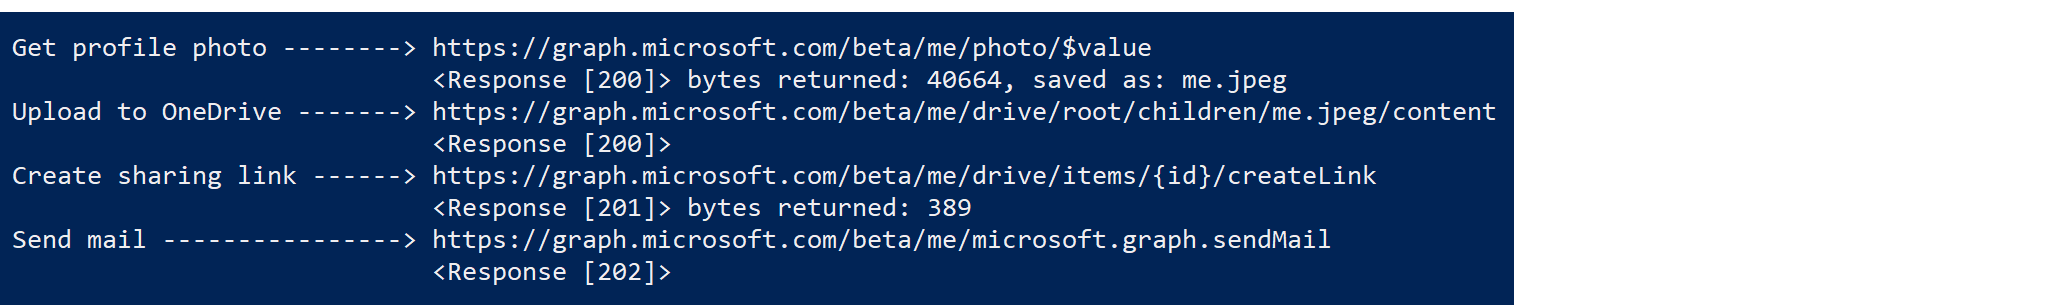 Get profile photo --------> https://graph.microsoft.com/beta/me/photo/$value
<Response [200]> bytes returned: 40664, saved as: me.jpeg
Upload to OneDrive -------> https://graph.microsoft.com/beta/me/drive/root/children/me.jpeg/content
<Response [200]>
Create sharing link ------> https://graph.microsoft.com/beta/me/drive/items/{id}/createLink
<Response [201]> bytes returned: 389
Send mail ----------------> https://graph.microsoft.com/beta/me/microsoft.graph.sendMail
<Response [202]>